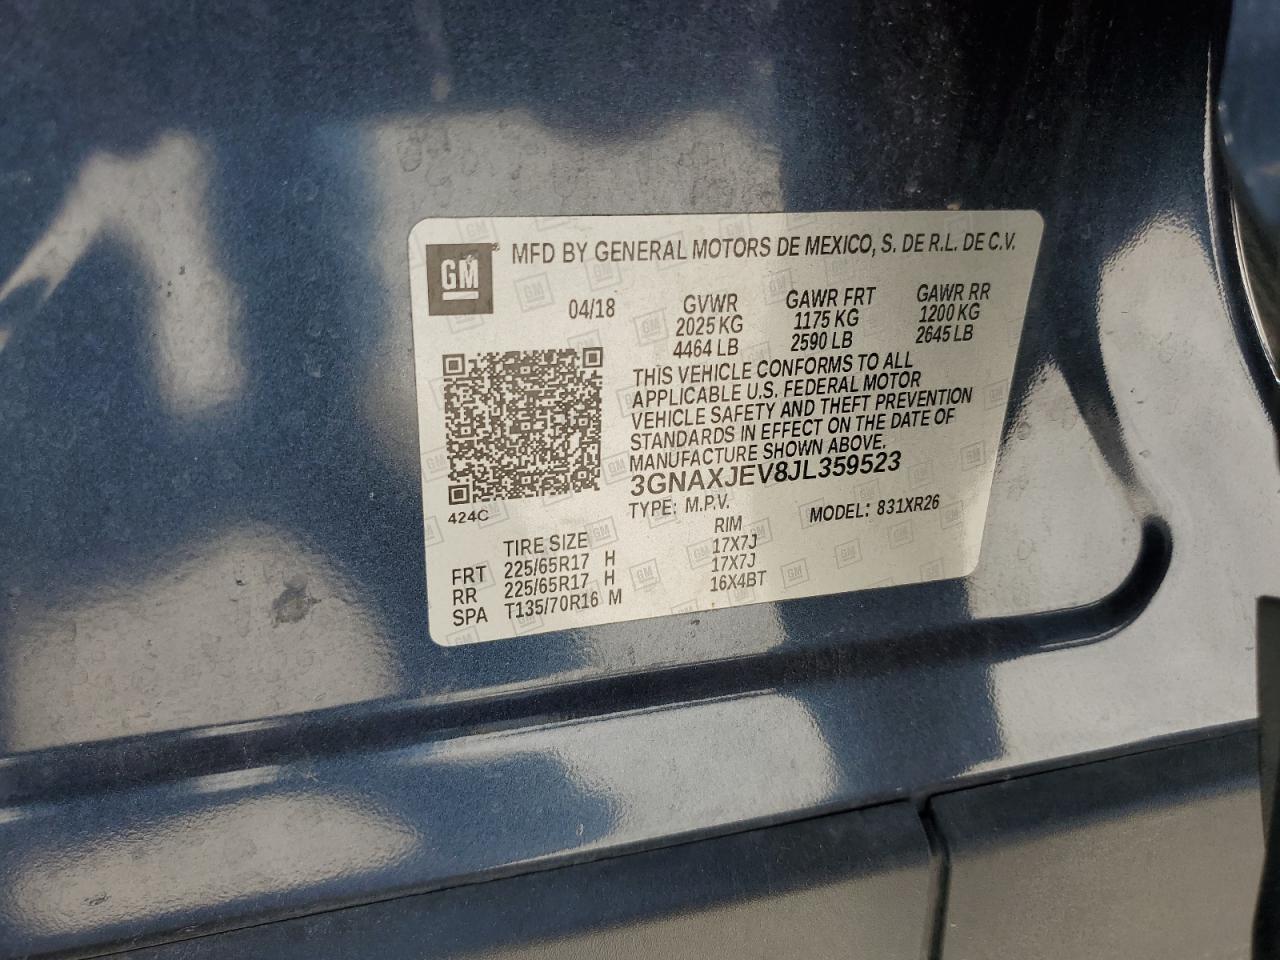 GM MFD BY GENERAL MOTORS DE MEXICO, S. DE R.L. DE C.V.
04/18 GVWR GAWR FRT GAWR RR
2025 KG 1175 KG 1200 KG
4464 LB 2590 LB 2645 LB
THIS VEHICLE CONFORMS TO ALL
APPLICABLE U.S. FEDERAL MOTOR
VEHICLE SAFETY AND THEFT PREVENTION
STANDARDS IN EFFECT ON THE DATE OF
MANUFACTURE SHOWN ABOVE.
3GNAXJEV8JL359523
TYPE: M.P.V. MODEL: 831XR26
424C
TIRE SIZE RIM
FRT 225/65R17 H 17X7J
RR 225/65R17 H 17X7J
SPA T135/70R16 M 16X4BT